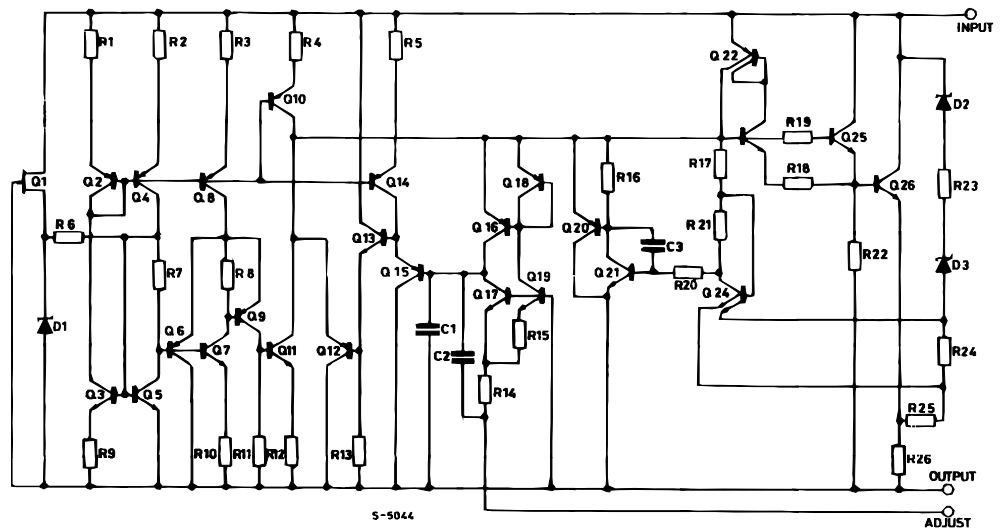 INPUT
R1 R2 R3 R4 R5
Q22
Q10
D2
R19
Q25
R17 R18
Q1 Q2 Q4 Q8 Q14 Q18 R16 Q26 R23
R6 Q13 Q16 Q20 R21
C3
R7 R8 Q15 Q19 Q21 R20 R22 D3
Q17 Q24
D1 Q6 Q9 C1 R15
Q7 Q11 Q12 C2 R24
Q3 Q5 R14
R25
R9 R10 R11 R12 R13 R26
OUTPUT
S-5044
ADJUST